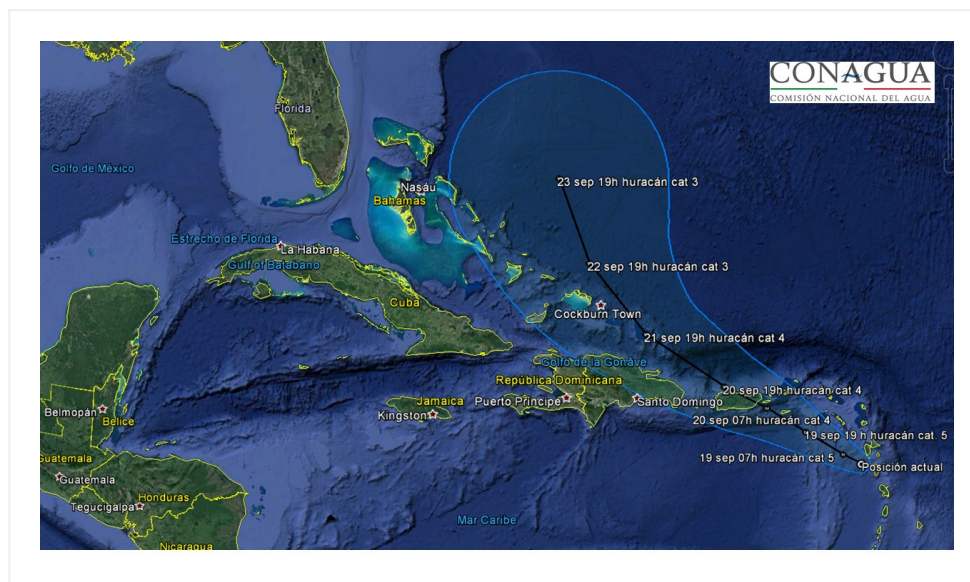 CONAGUA
COMISIÓN NACIONAL DEL AGUA
Florida
Golfo de México
23 sep 19h huracán cat 3
Nasáu
Bahamas
Estrecho de Florida
La Habana
Gulf of Batabano
22 sep 19h huracán cat 3
Cuba
Cockburn Town
21 sep 19h huracán cat 4
Golfo de la Gonâve
República Dominicana
20 sep 19h huracán cat 4
Jamaica
Puerto Príncipe
Santo Domingo
Belmopán
Kingston
20 sep 07h huracán cat 4
Belice
19 sep 19 h huracán cat. 5
Guatemala
19 sep 07h huracán cat 5
Posición actual
Guatemala
Honduras
Tegucigalpa
Mar Caribe
Nicaragua